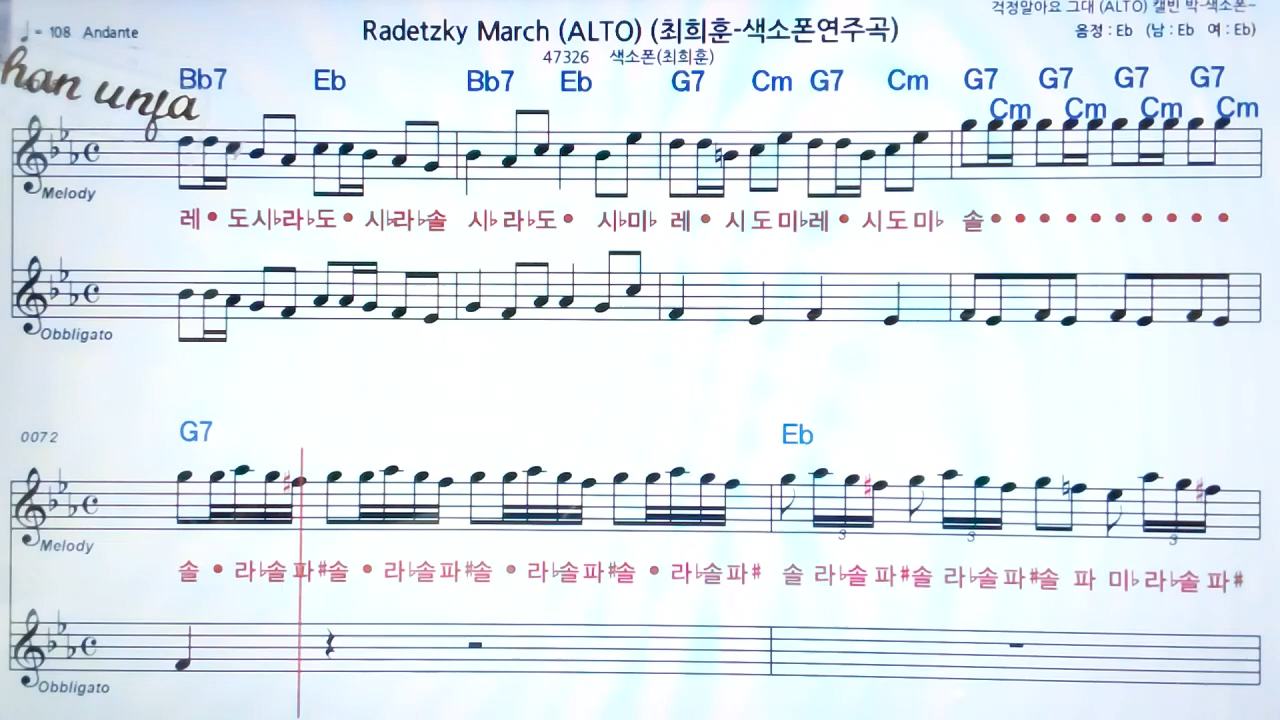 걱정말아요 그대 (ALTO) 캘빈 박-색소폰-
♩ = 108 Andante
Radetzky March (ALTO) (최희훈-색소폰연주곡)
음정 : Eb (남 : Eb 여 : Eb)
47326 색소폰(최희훈)
han unja
Bb7 Eb Bb7 Eb G7 Cm G7 Cm G7 Cm G7 Cm G7 Cm G7 Cm
Melody
레 • 도시♭라♭도 • 시♭라♭솔 시♭라♭도 • 시♭미♭ 레 • 시도미♭레 • 시도미♭ 솔 • • • • • • • • • • •
Obbligato
0072
G7 Eb
Melody
솔 • 라♭솔파#솔 • 라♭솔파#솔 • 라♭솔파#솔 • 라♭솔파# 솔 라♭솔파#솔 라♭솔파#솔 파 미♭라♭솔파#
3 3 3
Obbligato